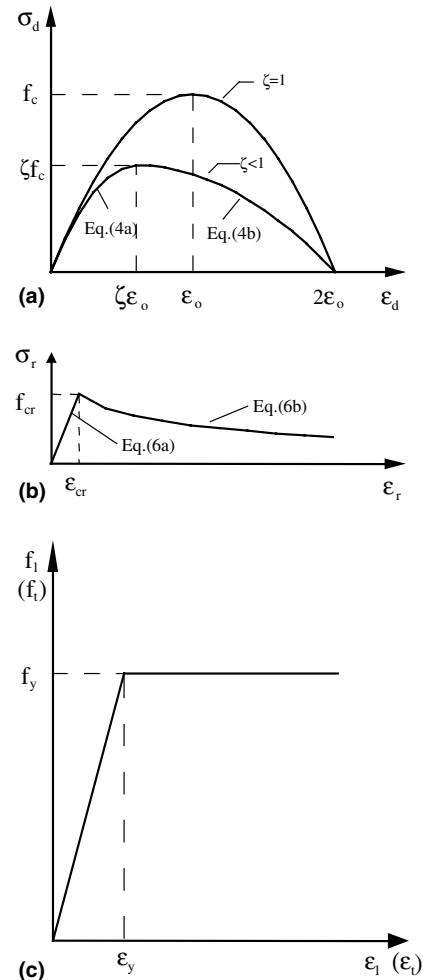 σd
fc
ζ=1
ζfc
ζ<1
Eq.(4a)
Eq.(4b)
(a)
ζεo
εo
2εo
εd
σr
fcr
Eq.(6b)
Eq.(6a)
(b)
εcr
εr
fl
(ft)
fy
(c)
εy
εl (εt)